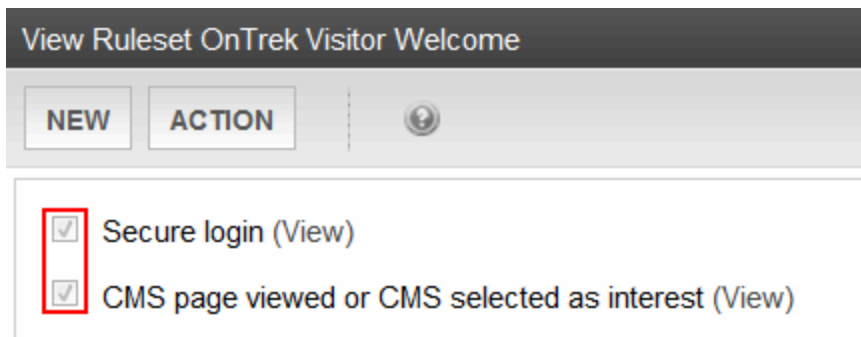 View Ruleset OnTrek Visitor Welcome
NEW ACTION ?
Secure login (View)
CMS page viewed or CMS selected as interest (View)